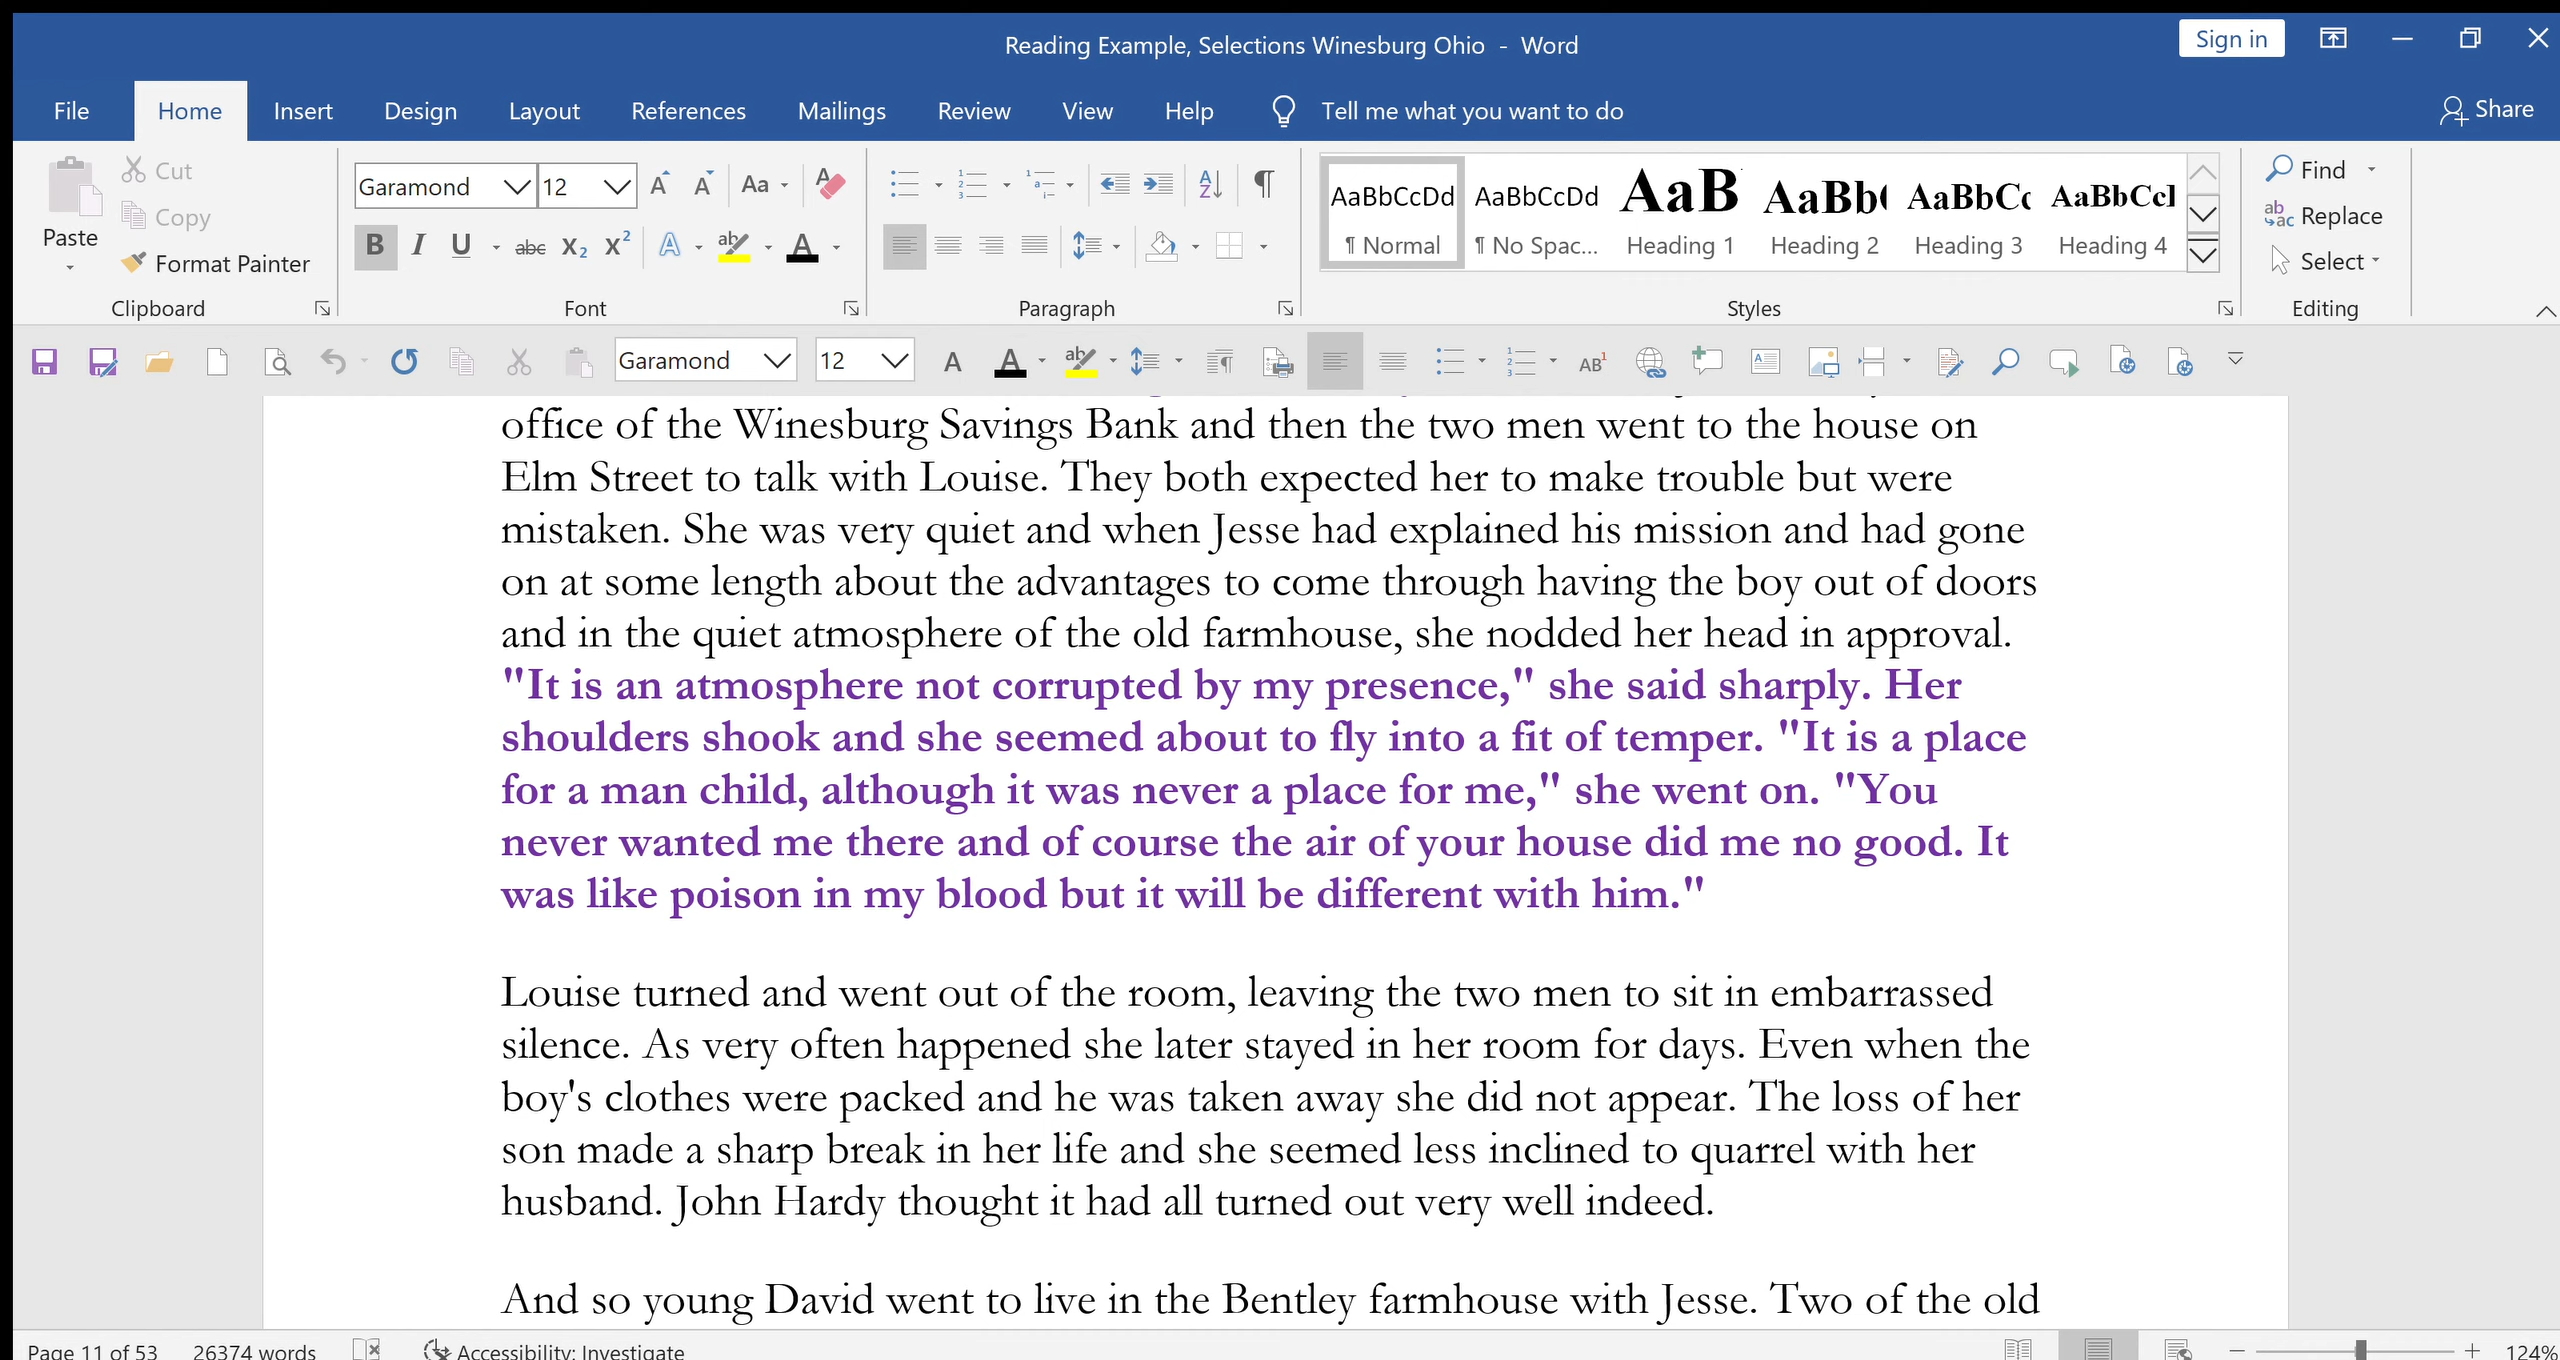 Reading Example, Selections Winesburg Ohio - Word
Sign in
File Home Insert Design Layout References Mailings Review View Help Tell me what you want to do Share
Paste
Cut
Copy
Format Painter
Clipboard
Garamond 12 Aa
B I U abc X₂ X² A ab A
Font
Paragraph
AaBbCcDd AaBbCcDd AaB AaBb( AaBbCc AaBbCcI
¶ Normal ¶ No Spac... Heading 1 Heading 2 Heading 3 Heading 4
Styles
Find
Replace
Select
Editing
Garamond 12 A A ab AB¹
office of the Winesburg Savings Bank and then the two men went to the house on
Elm Street to talk with Louise. They both expected her to make trouble but were
mistaken. She was very quiet and when Jesse had explained his mission and had gone
on at some length about the advantages to come through having the boy out of doors
and in the quiet atmosphere of the old farmhouse, she nodded her head in approval.
"It is an atmosphere not corrupted by my presence," she said sharply. Her
shoulders shook and she seemed about to fly into a fit of temper. "It is a place
for a man child, although it was never a place for me," she went on. "You
never wanted me there and of course the air of your house did me no good. It
was like poison in my blood but it will be different with him."
Louise turned and went out of the room, leaving the two men to sit in embarrassed
silence. As very often happened she later stayed in her room for days. Even when the
boy's clothes were packed and he was taken away she did not appear. The loss of her
son made a sharp break in her life and she seemed less inclined to quarrel with her
husband. John Hardy thought it had all turned out very well indeed.
And so young David went to live in the Bentley farmhouse with Jesse. Two of the old
Page 11 of 53 26374 words Accessibility: Investigate 124%